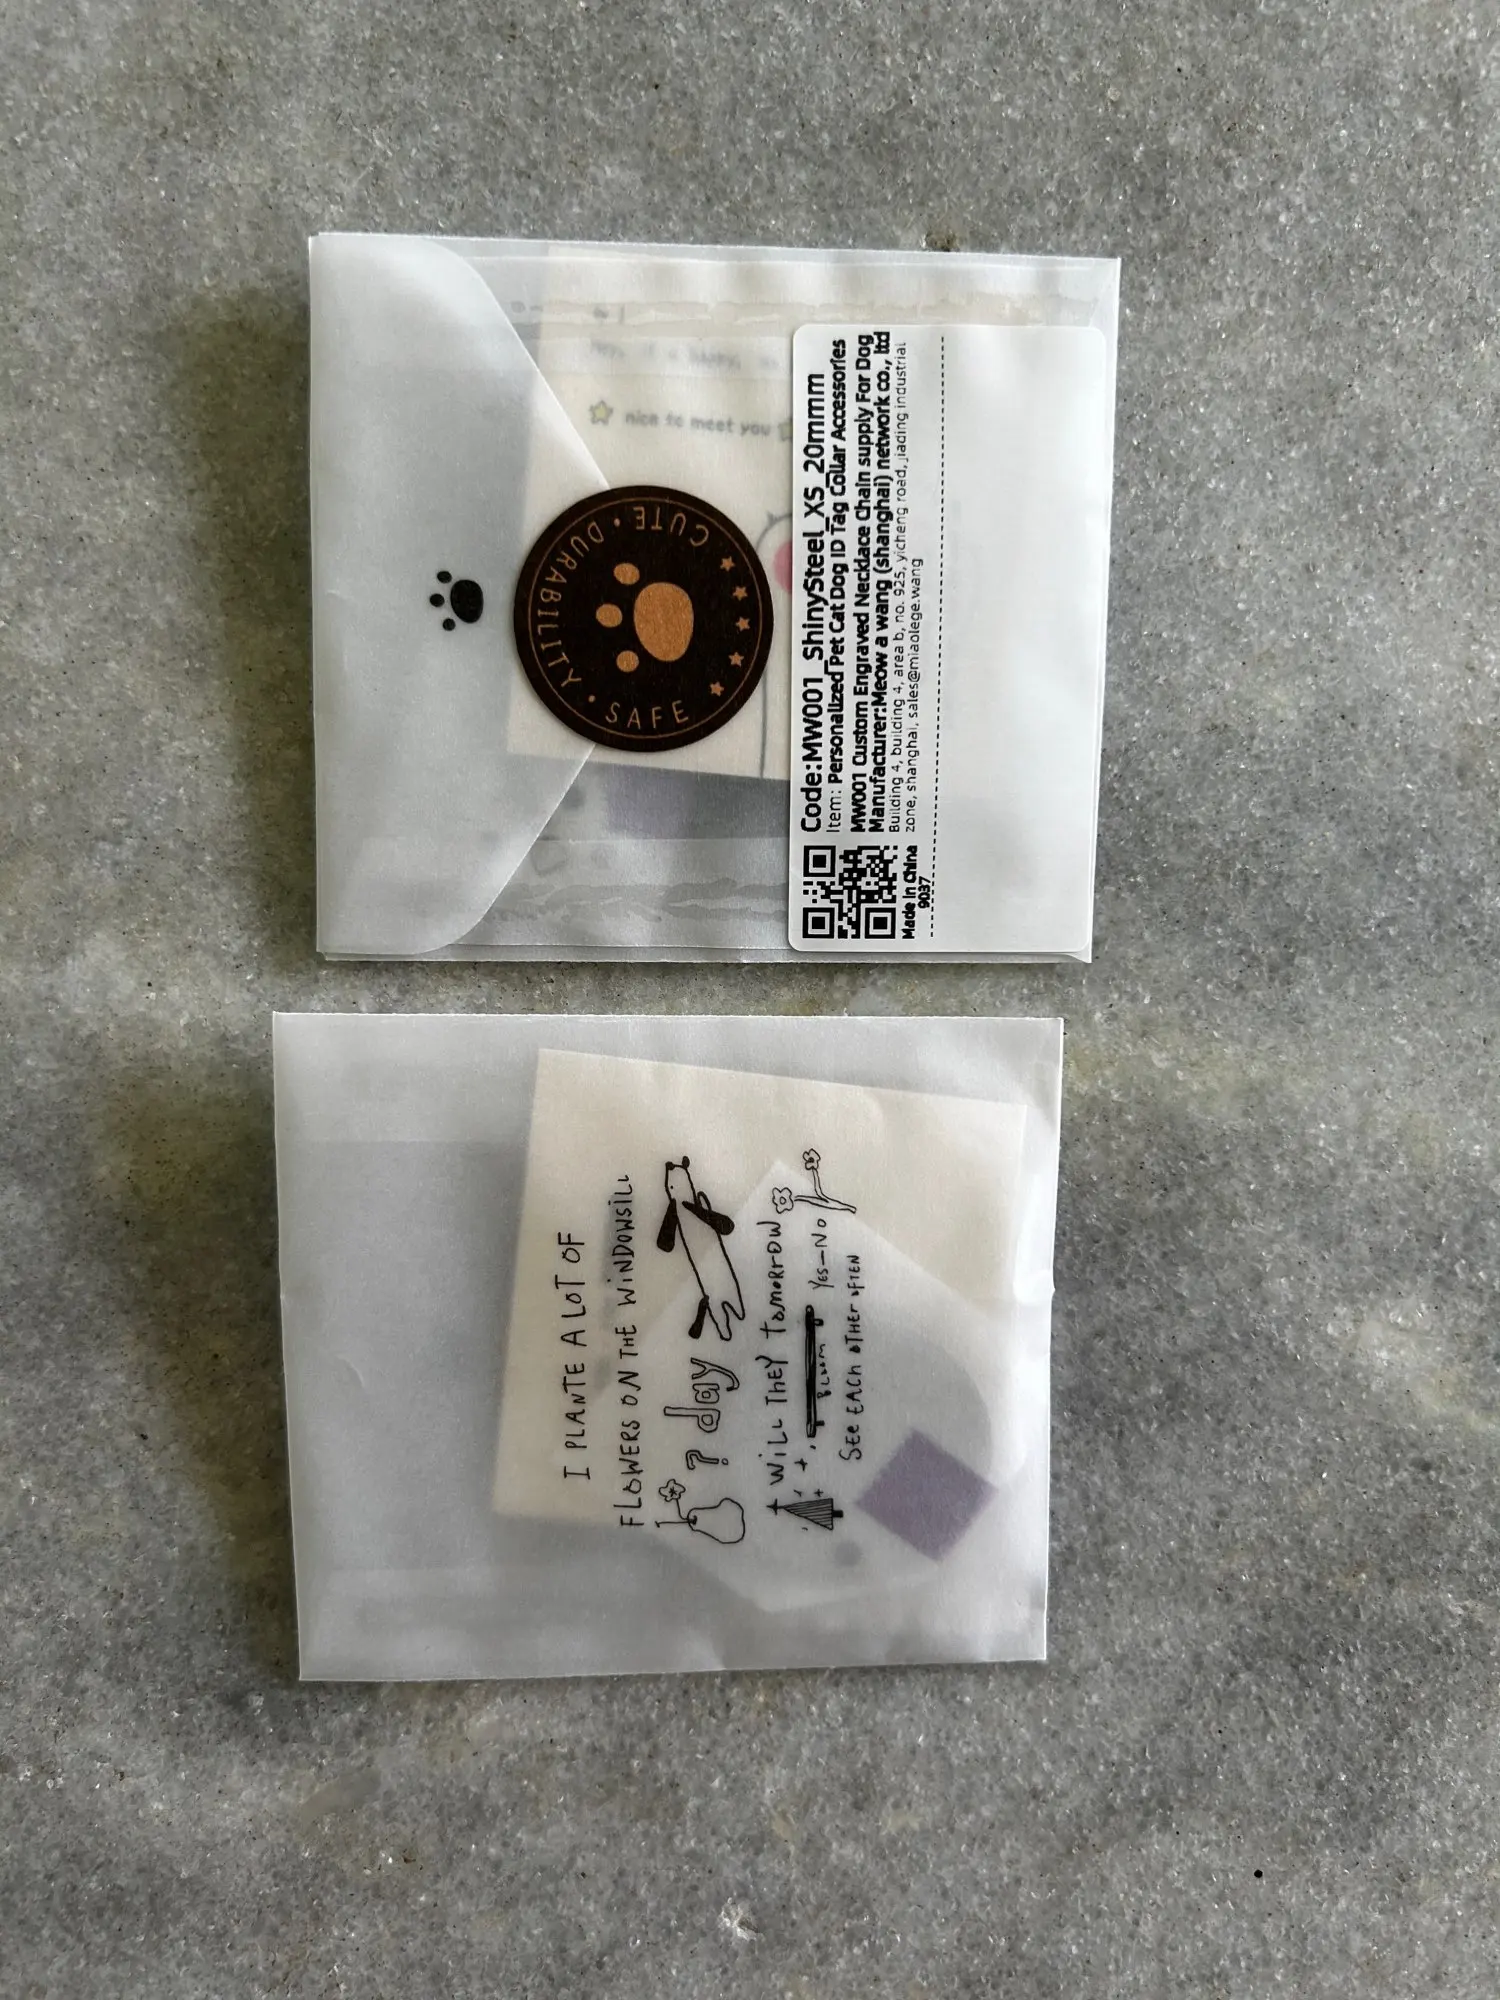 nice to meet you
CUTE · DURABILITY · SAFE
Code:MW001_ShinySteel_XS_20mmm
Item: Personalized Pet Cat Dog ID Tag Collar Accessories
MW001 Custom Engraved Necklace Chain supply For Dog
Manufacturer:Meow a wang (shanghai) network co., ltd
Building 4, building 4, area b, no. 925, yicheng road, jiading industrial
zone, shanghai, sales@miaolege.wang
Made in China
9037
I PLANTE A LOT OF
FLOWERS ON THE WINDOWSILL
? day
WILL THEY TOMORROW
BLOOM YES—NO
SEE EACH OTHER OFTEN